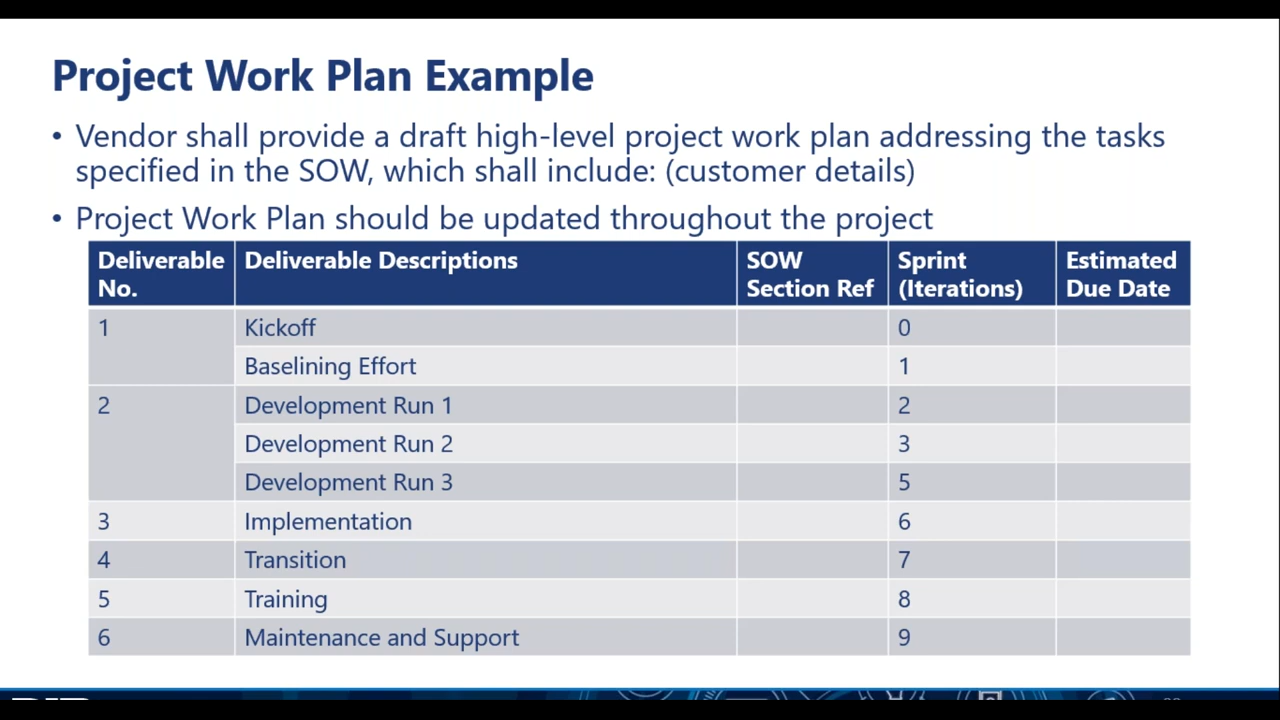 Project Work Plan Example
• Vendor shall provide a draft high-level project work plan addressing the tasks
specified in the SOW, which shall include: (customer details)
• Project Work Plan should be updated throughout the project
Deliverable No. Deliverable Descriptions SOW Section Ref Sprint (Iterations) Estimated Due Date
1 Kickoff 0
Baselining Effort 1
2 Development Run 1 2
Development Run 2 3
Development Run 3 5
3 Implementation 6
4 Transition 7
5 Training 8
6 Maintenance and Support 9